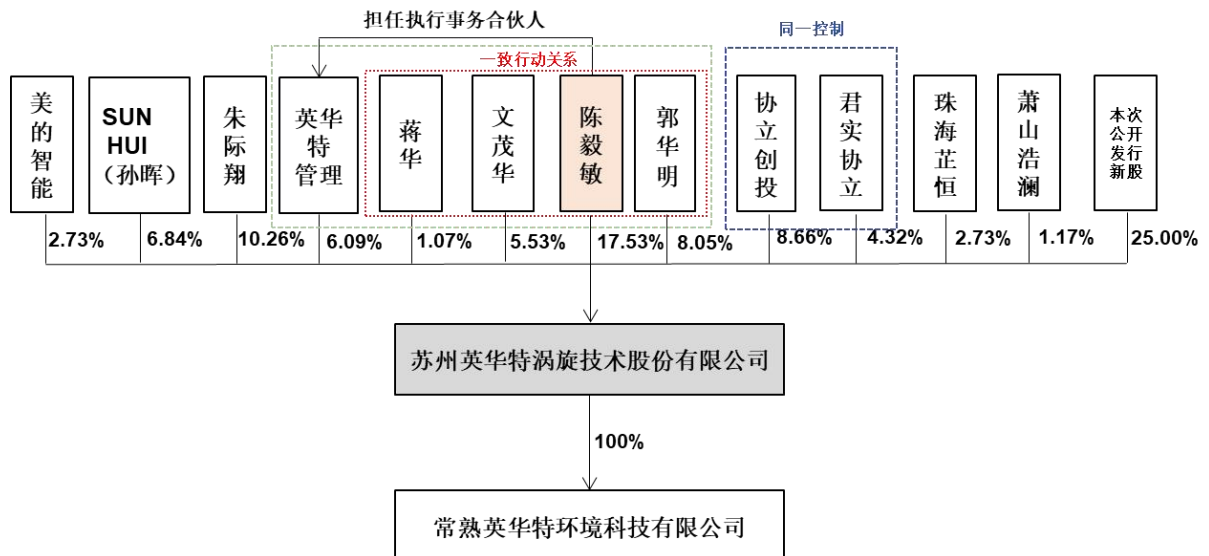 担任执行事务合伙人
同一控制
一致行动关系
美的智能
SUN
HUI
（孙晖）
朱际翔
英华
特
管理
蒋华
文茂华
陈毅敏
郭华明
协立创投
君实协立
珠海芷恒
萧山浩澜
本次
公开
发行
新股
2.73%
6.84%
10.26%
6.09%
1.07%
5.53%
17.53%
8.05%
8.66%
4.32%
2.73%
1.17%
25.00%
苏州英华特涡旋技术股份有限公司
100%
常熟英华特环境科技有限公司